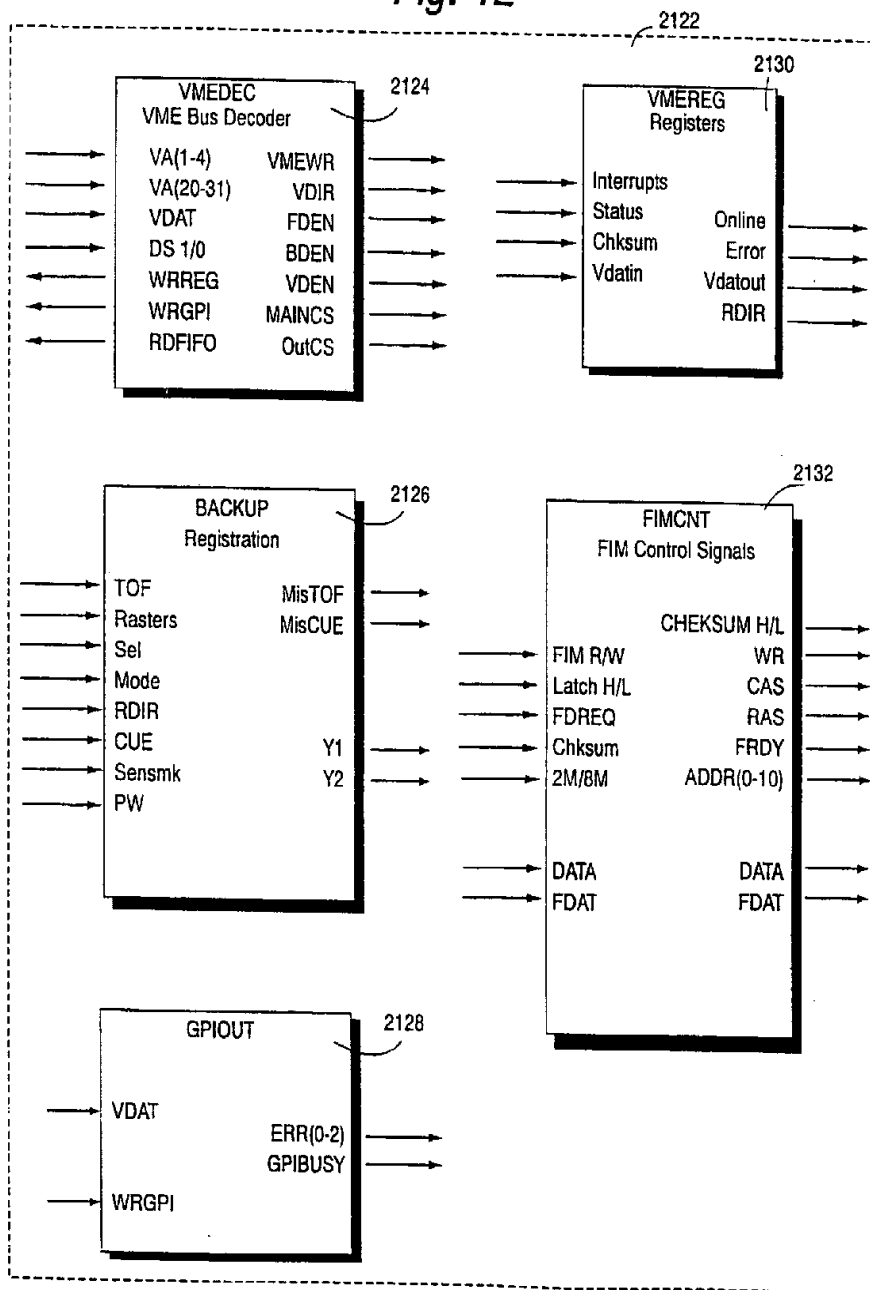 2122
VMEDEC
VME Bus Decoder
2124
VA(1-4)
VA(20-31)
VDAT
DS 1/0
WRREG
WRGPI
RDFIFO
VMEWR
VDIR
FDEN
BDEN
VDEN
MAINCS
OutCS
VMEREG
Registers
2130
Interrupts
Status
Chksum
Vdatin
Online
Error
Vdatout
RDIR
BACKUP
Registration
2126
TOF
Rasters
Sel
Mode
RDIR
CUE
Sensmk
PW
MisTOF
MisCUE
Y1
Y2
FIMCNT
FIM Control Signals
2132
FIM R/W
Latch H/L
FDREQ
Chksum
2M/8M
DATA
FDAT
CHEKSUM H/L
WR
CAS
RAS
FRDY
ADDR(0-10)
DATA
FDAT
GPIOUT
2128
VDAT
WRGPI
ERR(0-2)
GPIBUSY